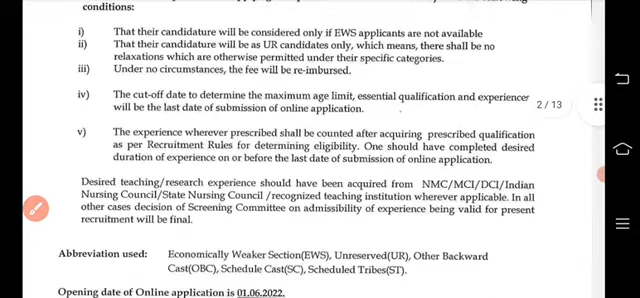 conditions:
i) That their candidature will be considered only if EWS applicants are not available
ii) That their candidature will be as UR candidates only, which means, there shall be no
relaxations which are otherwise permitted under their specific categories.
iii) Under no circumstances, the fee will be re-imbursed.
iv) The cut-off date to determine the maximum age limit, essential qualification and experiencer
will be the last date of submission of online application.
2 / 13
v) The experience wherever prescribed shall be counted after acquiring prescribed qualification
as per Recruitment Rules for determining eligibility. One should have completed desired
duration of experience on or before the last date of submission of online application.
Desired teaching/research experience should have been acquired from NMC/MCI/DCI/Indian
Nursing Council/State Nursing Council /recognized teaching institution wherever applicable. In all
other cases decision of Screening Committee on admissibility of experience being valid for present
recruitment will be final.
Abbreviation used: Economically Weaker Section(EWS), Unreserved(UR), Other Backward
Cast(OBC), Schedule Cast(SC), Scheduled Tribes(ST).
Opening date of Online application is 01.06.2022.